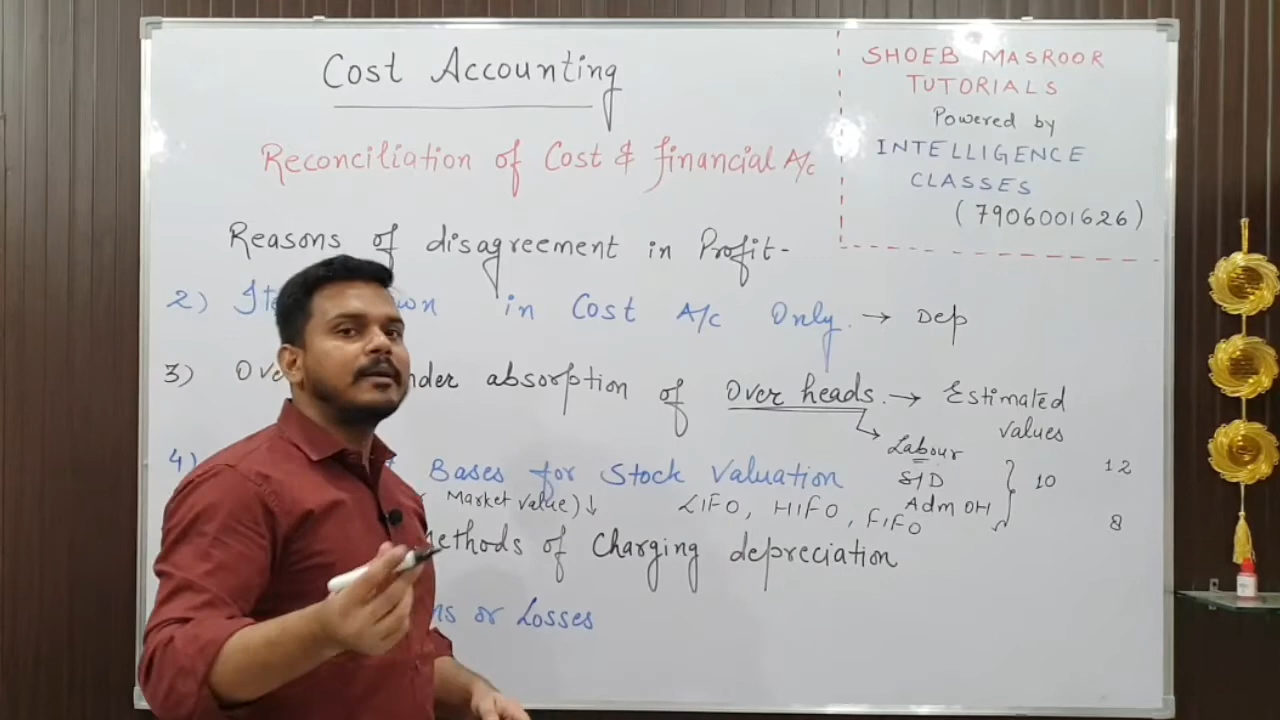 Cost Accounting
Reconciliation of Cost & financial A/c
SHOEB MASROOR
TUTORIALS
Powered by
INTELLIGENCE
CLASSES
(7906001626)
Reasons of disagreement in Profit-
2) in Cost A/c Only. → Dep
3) absorption of Over heads. → Estimated
values
Labour
S/D
Adm OH
10
12
8
4) Bases for Stock Valuation
Market value) ↓ LIFO, HIFO, FIFO
methods of Charging depreciation
or Losses